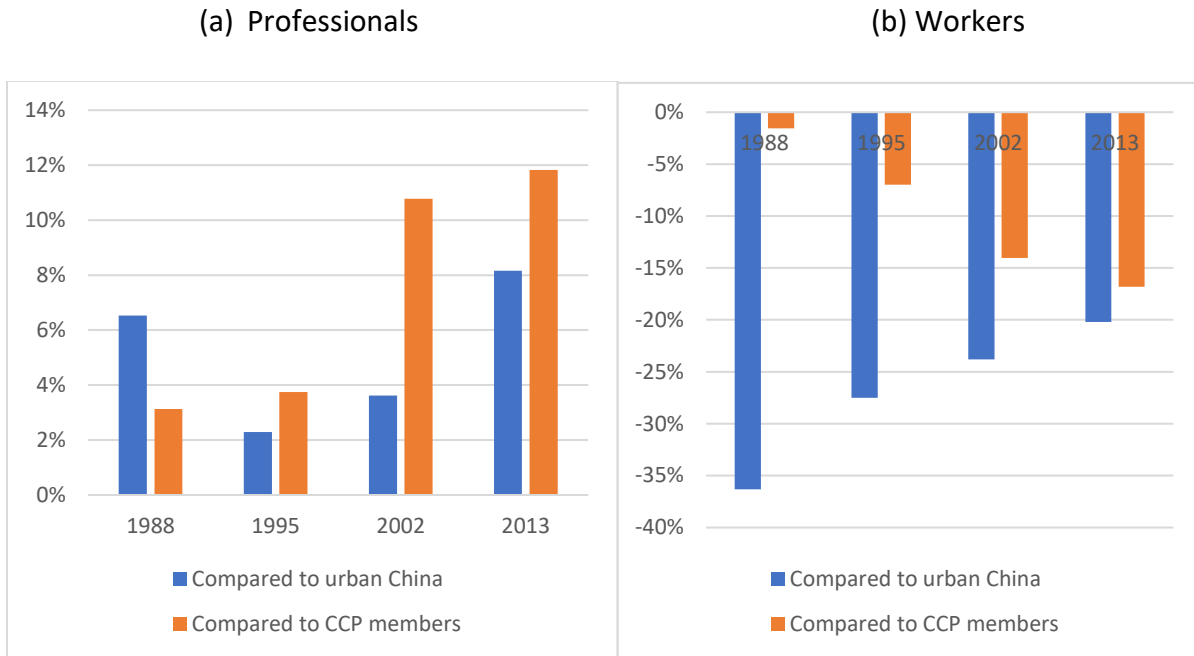 (a) Professionals
14%
12%
10%
8%
6%
4%
2%
0%
1988 1995 2002 2013
Compared to urban China
Compared to CCP members
(b) Workers
0%
1988 1995 2002 2013
-5%
-10%
-15%
-20%
-25%
-30%
-35%
-40%
Compared to urban China
Compared to CCP members